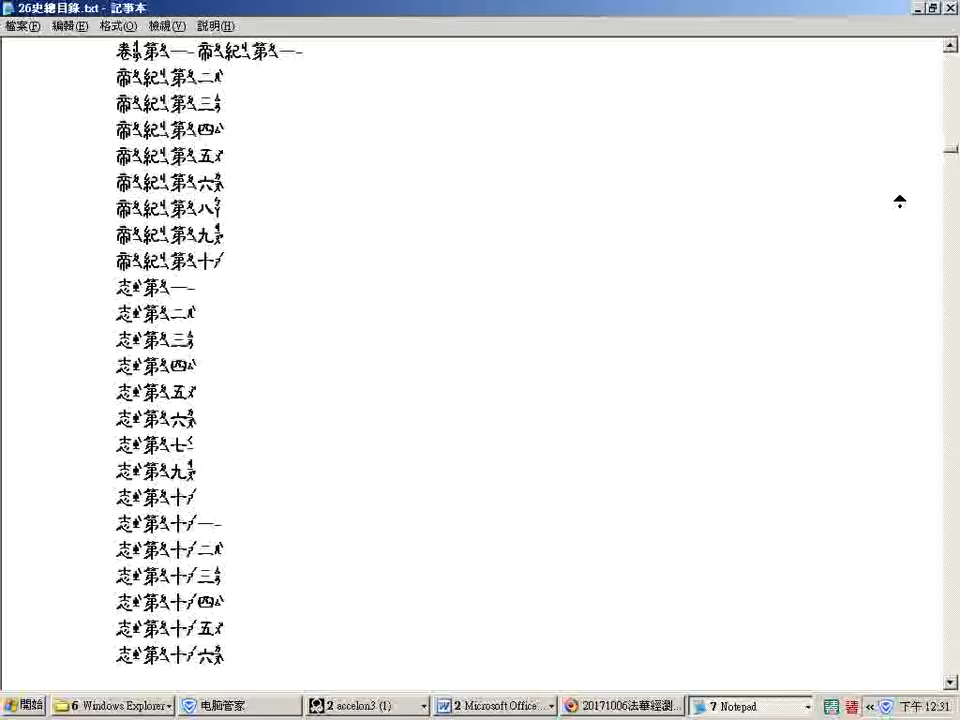 26史總目錄.txt - 記事本
檔案(F) 編輯(E) 格式(O) 檢視(V) 說明(H)
卷第一 帝紀第一
帝紀第二
帝紀第三
帝紀第四
帝紀第五
帝紀第六
帝紀第八
帝紀第九
帝紀第十
志第一
志第二
志第三
志第四
志第五
志第六
志第七
志第九
志第十
志第十一
志第十二
志第十三
志第十四
志第十五
志第十六
開始 6 Windows Explorer 电脑管家 2 accelon3 (1) 2 Microsoft Office ... 20171006法華經瀏... 7 Notepad 下午 12:31